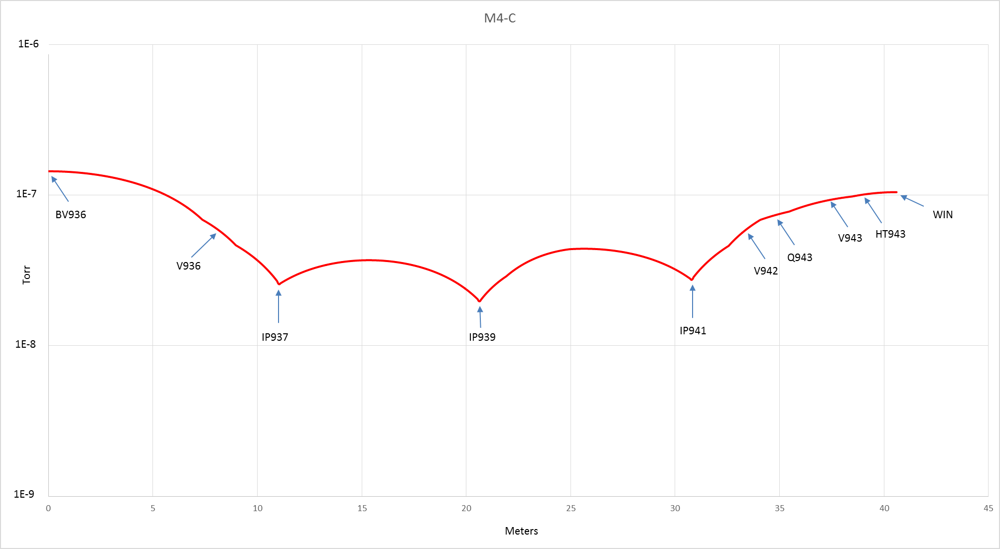 M4-C
1E-6
1E-7
BV936
WIN
HT943
V943
Q943
V936
V942
Torr
IP941
IP937
IP939
1E-8
1E-9
0 5 10 15 20 25 30 35 40 45
Meters